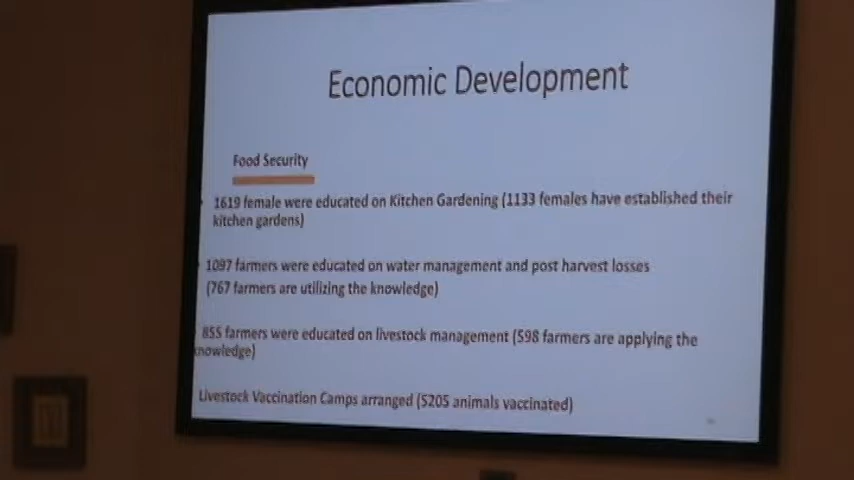 Economic Development
Food Security
1619 female were educated on Kitchen Gardening (1133 females have established their
kitchen gardens)
1097 farmers were educated on water management and post harvest losses
(767 farmers are utilizing the knowledge)
855 farmers were educated on livestock management (598 farmers are applying the
nowledge)
Livestock Vaccination Camps arranged (5205 animals vaccinated)